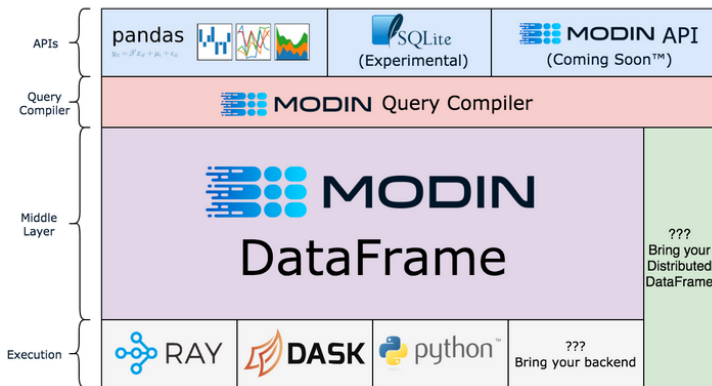 APIs
pandas
SQLite
(Experimental)
MODIN API
(Coming Soon™)
Query
Compiler
MODIN Query Compiler
Middle
Layer
MODIN
DataFrame
???
Bring your
Distributed
DataFrame
Execution
RAY
DASK
python™
???
Bring your backend